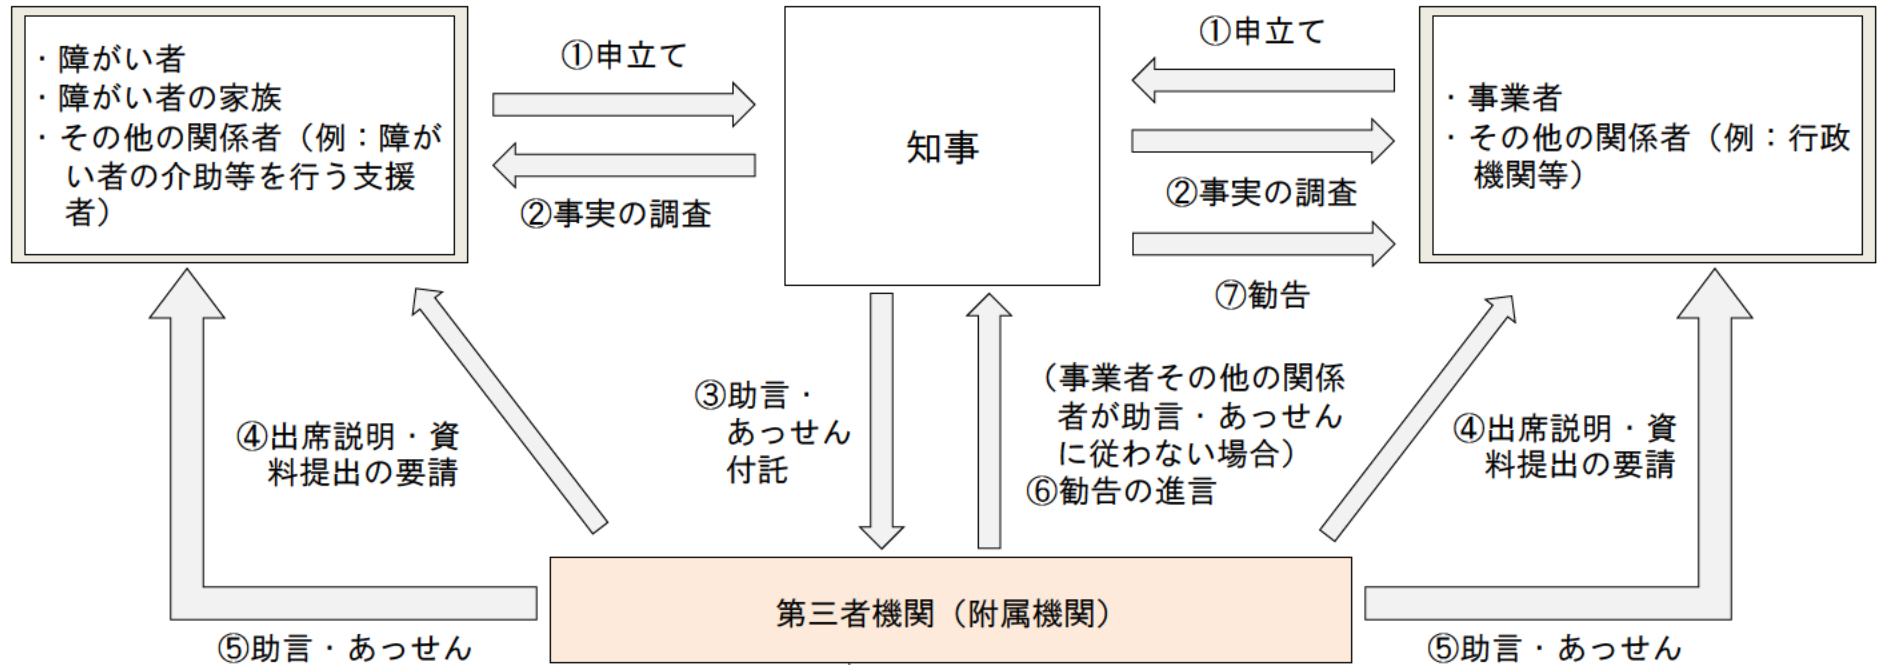 ・障がい者
・障がい者の家族
・その他の関係者（例：障が
い者の介助等を行う支援
者）
①申立て
②事実の調査
知事
①申立て
②事実の調査
⑦勧告
・事業者
・その他の関係者（例：行政
機関等）
④出席説明・資
料提出の要請
③助言・
あっせん
付託
（事業者その他の関係
者が助言・あっせん
に従わない場合）
⑥勧告の進言
④出席説明・資
料提出の要請
第三者機関（附属機関）
⑤助言・あっせん
⑤助言・あっせん